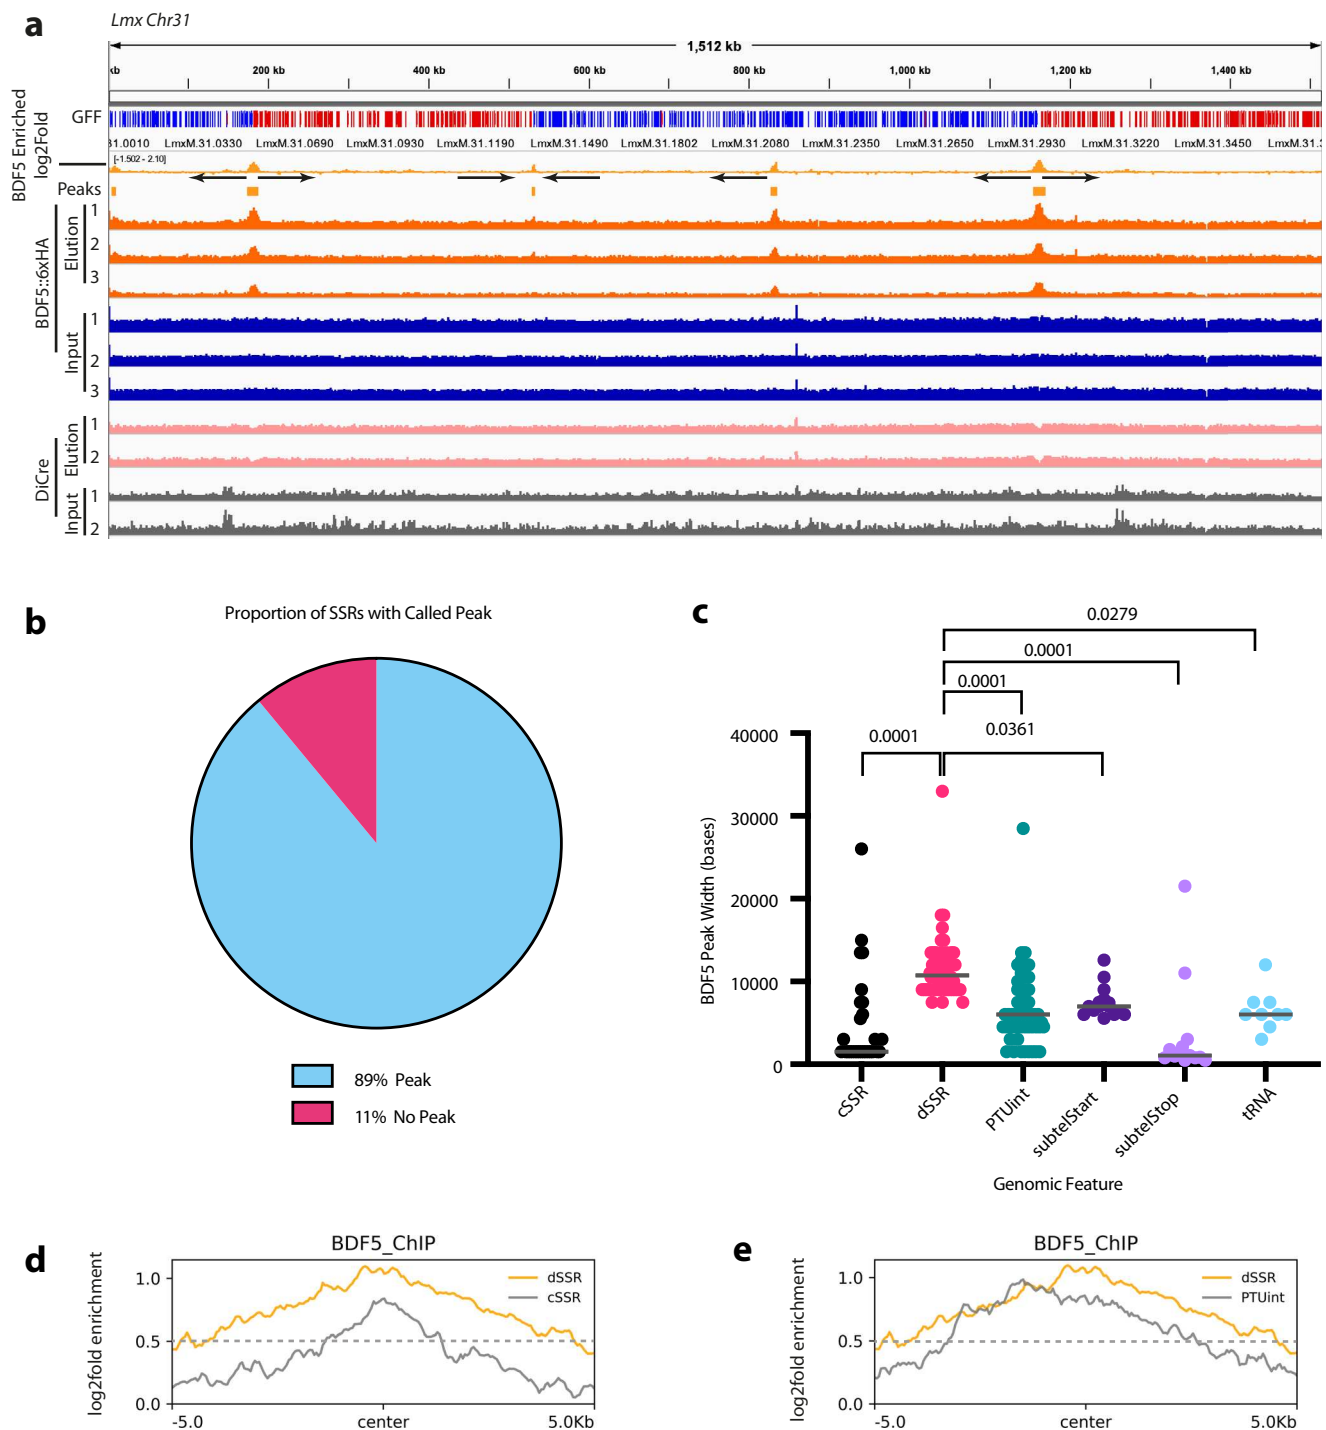 a
Lmx Chr31
1,512 kb
kb 200 kb 400 kb 600 kb 800 kb 1,000 kb 1,200 kb 1,400 kb
GFF
31.0010 LmxM.31.0330 LmxM.31.0690 LmxM.31.0930 LmxM.31.1190 LmxM.31.1490 LmxM.31.1802 LmxM.31.2080 LmxM.31.2350 LmxM.31.2650 LmxM.31.2930 LmxM.31.3220 LmxM.31.3450 LmxM.31.3
BDF5 Enriched
log2Fold
[-1.502 - 2.10]
Peaks
BDF5::6xHA
Elution
1
2
3
Input
1
2
3
DiCre
Elution
1
2
Input
1
2
b
Proportion of SSRs with Called Peak
89% Peak
11% No Peak
c
0.0279
0.0001
0.0001
0.0001
0.0361
40000
30000
20000
10000
0
BDF5 Peak Width (bases)
cSSR
dSSR
PTUint
subtelStart
subtelStop
tRNA
Genomic Feature
d
BDF5_ChIP
log2fold enrichment
1.0
0.5
0.0
dSSR
cSSR
-5.0 center 5.0Kb
e
BDF5_ChIP
log2fold enrichment
1.0
0.5
0.0
dSSR
PTUint
-5.0 center 5.0Kb